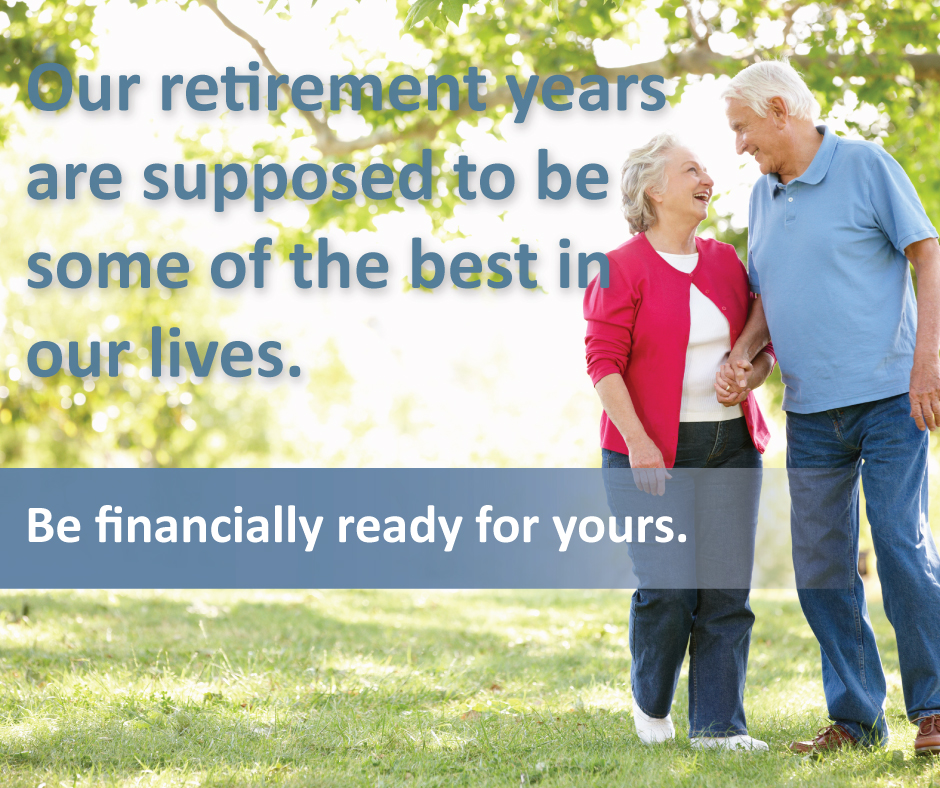 Our retirement years
are supposed to be
some of the best in
our lives.
Be financially ready for yours.